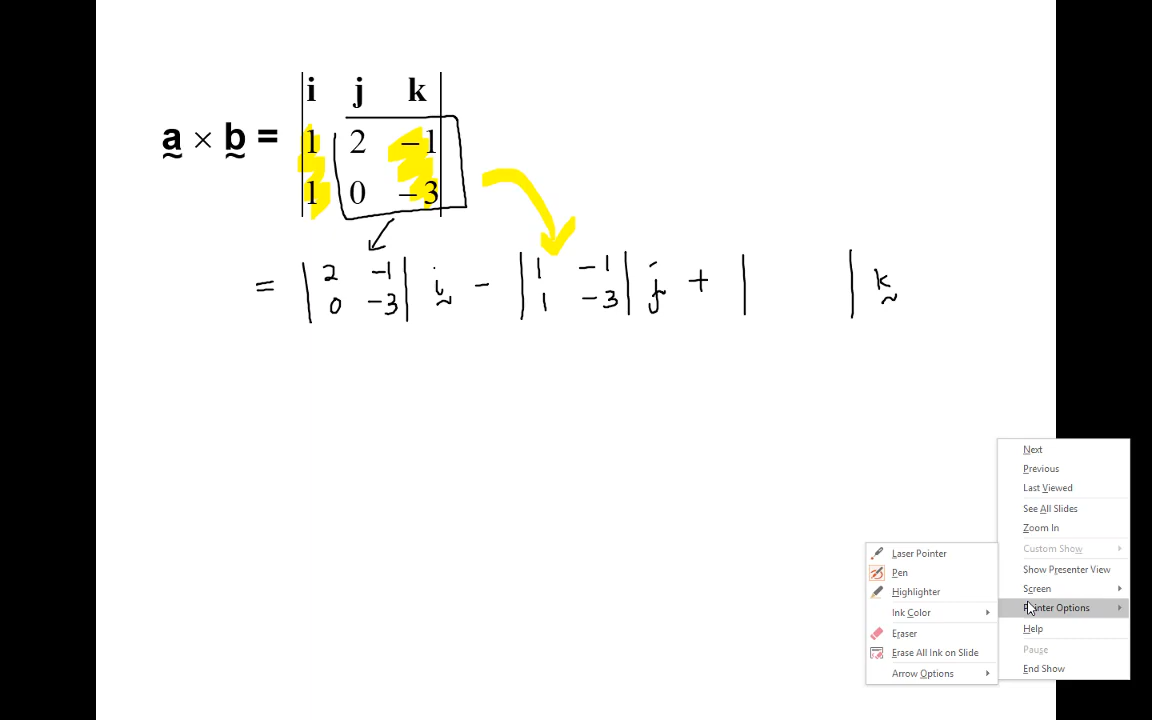 i j k
a × b = 1 2 −1
1 0 −3
= | 2 −1 | i − | 1 −1 | j + | | k
0 −3 1 −3
Next
Previous
Last Viewed
See All Slides
Zoom In
Custom Show
Show Presenter View
Screen
Pointer Options
Help
Pause
End Show
Laser Pointer
Pen
Highlighter
Ink Color
Eraser
Erase All Ink on Slide
Arrow Options